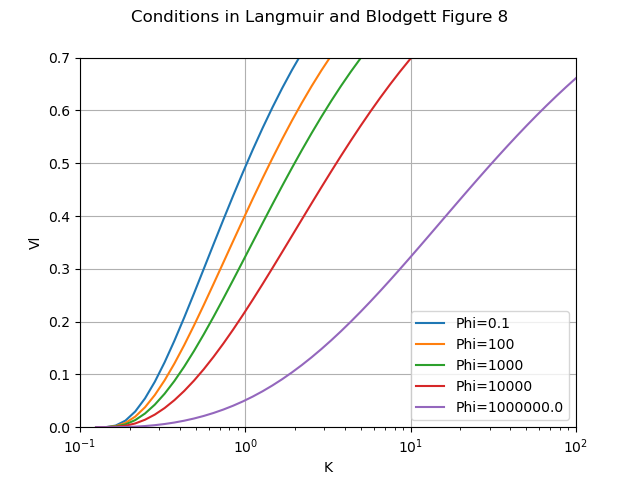 Conditions in Langmuir and Blodgett Figure 8
0.7
0.6
0.5
0.4
0.3
0.2
0.1
0.0
VI
Phi=0.1
Phi=100
Phi=1000
Phi=10000
Phi=1000000.0
10⁻¹ 10⁰ 10¹ 10²
K